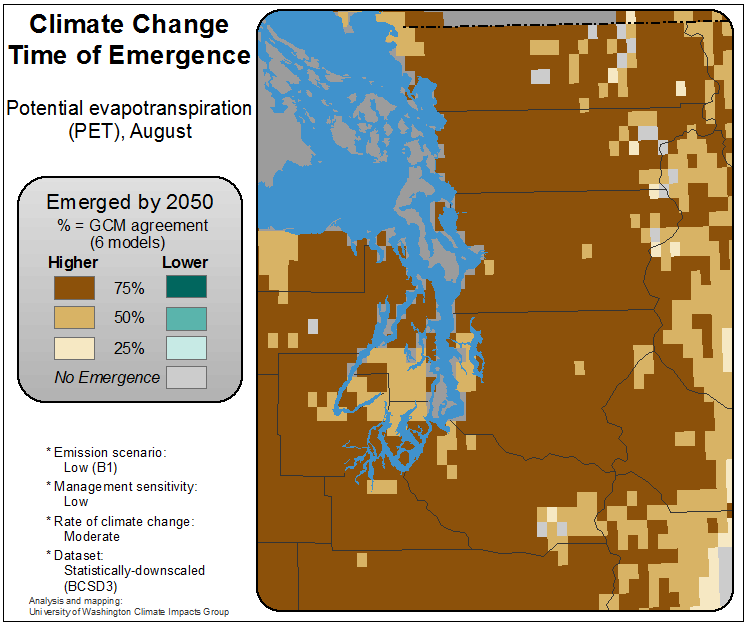 Climate Change
Time of Emergence
Potential evapotranspiration
(PET), August
Emerged by 2050
% = GCM agreement
(6 models)
Higher Lower
75%
50%
25%
No Emergence
* Emission scenario:
Low (B1)
* Management sensitivity:
Low
* Rate of climate change:
Moderate
* Dataset:
Statistically-downscaled
(BCSD3)
Analysis and mapping:
University of Washington Climate Impacts Group